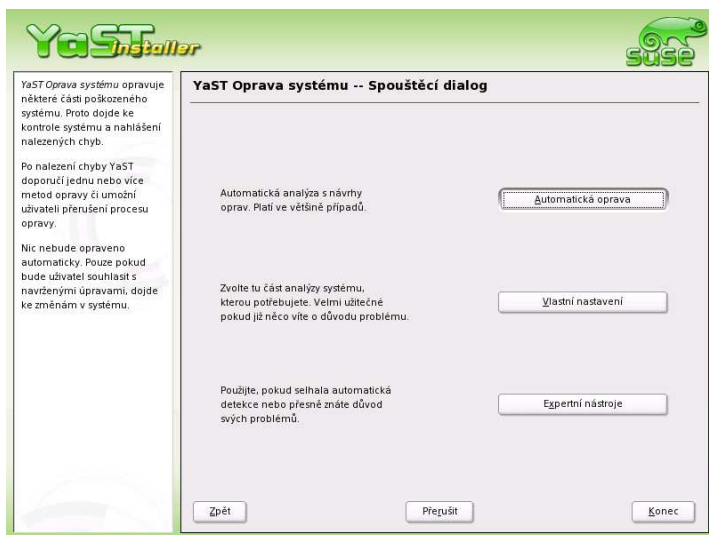 YaST installer
SUSE
YaST Oprava systému opravuje
některé části poškozeného
systému. Proto dojde ke
kontrole systému a nahlášení
nalezených chyb.
Po nalezení chyby YaST
doporučí jednu nebo více
metod opravy či umožní
uživateli přerušení procesu
opravy.
Nic nebude opraveno
automaticky. Pouze pokud
bude uživatel souhlasit s
navrženými úpravami, dojde
ke změnám v systému.
YaST Oprava systému -- Spouštěcí dialog
Automatická analýza s návrhy
oprav. Platí ve většině případů.
Automatická oprava
Zvolte tu část analýzy systému,
kterou potřebujete. Velmi užitečné
pokud již něco víte o důvodu problému.
Vlastní nastavení
Použijte, pokud selhala automatická
detekce nebo přesně znáte důvod
svých problémů.
Expertní nástroje
Zpět
Přerušit
Konec